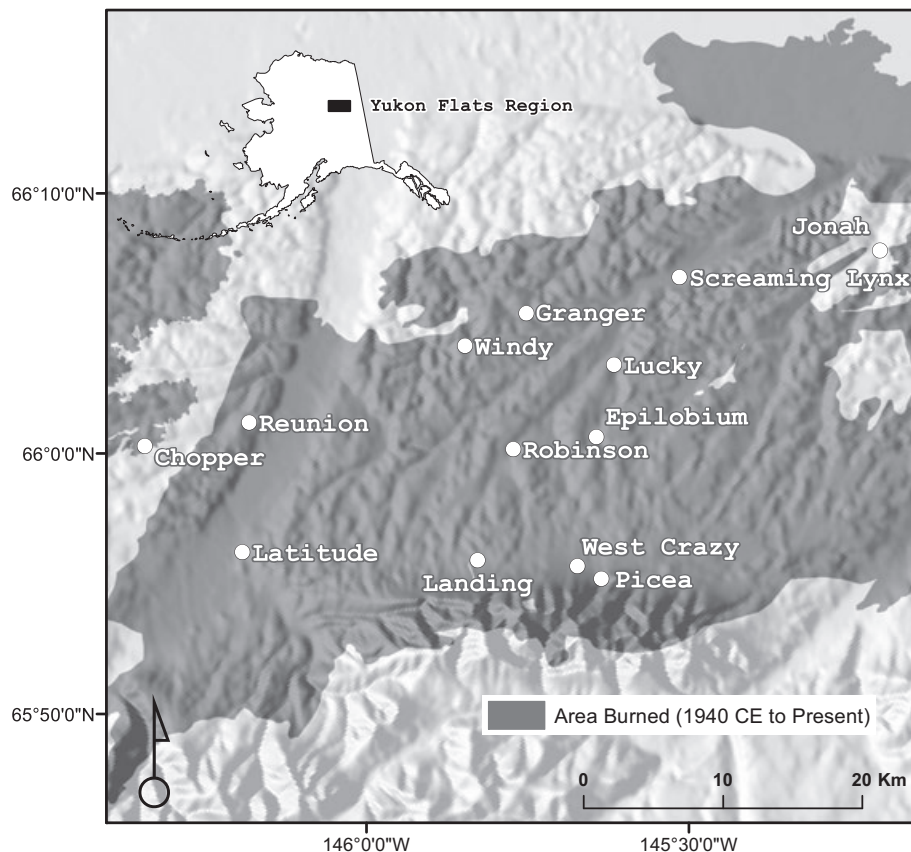 Yukon Flats Region
66°10'0"N
Jonah
Screaming Lynx
Granger
Windy
Lucky
Epilobium
Reunion
Robinson
66°0'0"N
Chopper
West Crazy
Latitude
Landing
Picea
65°50'0"N
Area Burned (1940 CE to Present)
0 10 20 Km
146°0'0"W 145°30'0"W